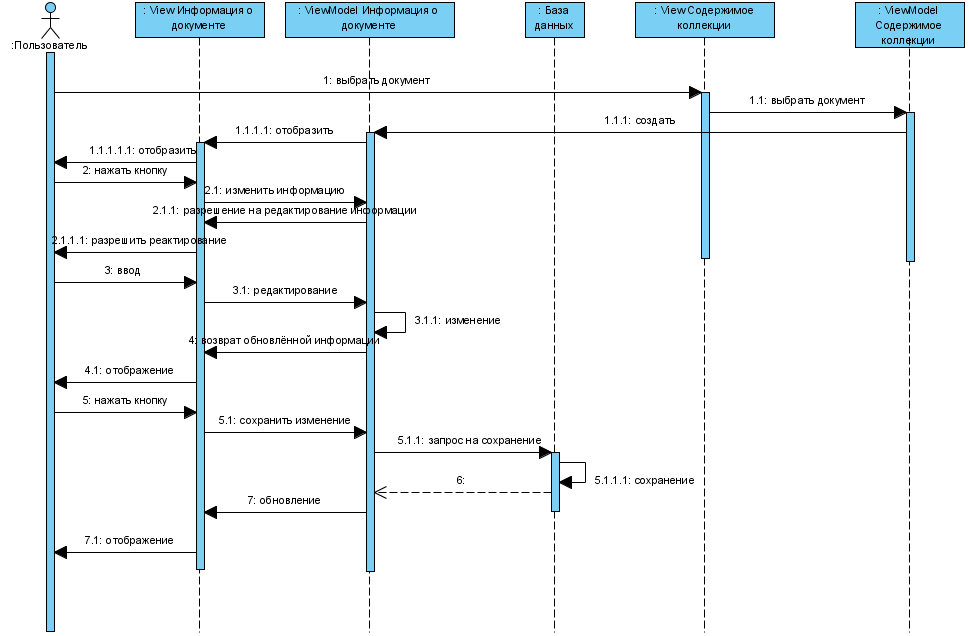 : View Информация о
документе
: ViewModel Информация о
документе
: База
данных
: View Содержимое
коллекции
: ViewModel
Содержимое
коллекции
:Пользователь
1: выбрать документ
1.1: выбрать документ
1.1.1: создать
1.1.1.1: отобразить
1.1.1.1.1: отобразить
2: нажать кнопку
2.1: изменить информацию
2.1.1: разрешение на редактирование информации
2.1.1.1: разрешить реактирование
3: ввод
3.1: редактирование
3.1.1: изменение
4: возврат обновлённой информации
4.1: отображение
5: нажать кнопку
5.1: сохранить изменение
5.1.1: запрос на сохранение
5.1.1.1: сохранение
6:
7: обновление
7.1: отображение